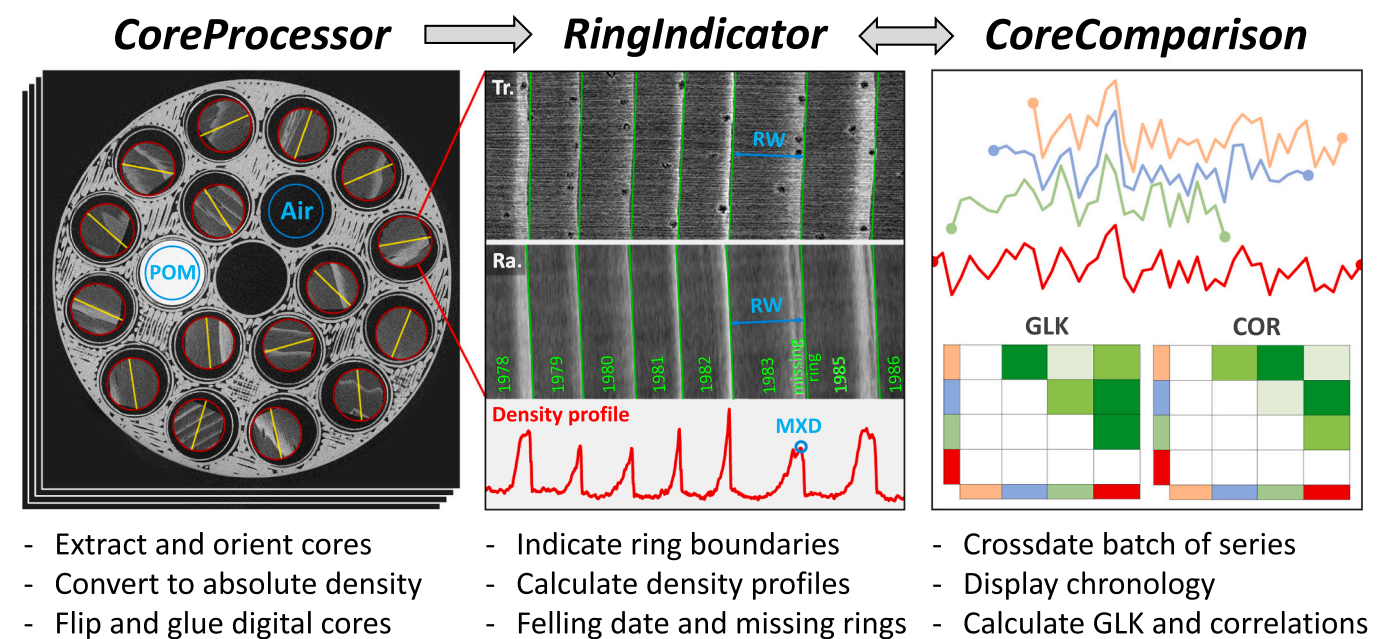 CoreProcessor
RingIndicator
CoreComparison
Air
POM
Tr.
RW
Ra.
RW
1978
1979
1980
1981
1982
1983
missing
ring
1985
1986
Density profile
MXD
GLK
COR
- Extract and orient cores
- Convert to absolute density
- Flip and glue digital cores
- Indicate ring boundaries
- Calculate density profiles
- Felling date and missing rings
- Crossdate batch of series
- Display chronology
- Calculate GLK and correlations